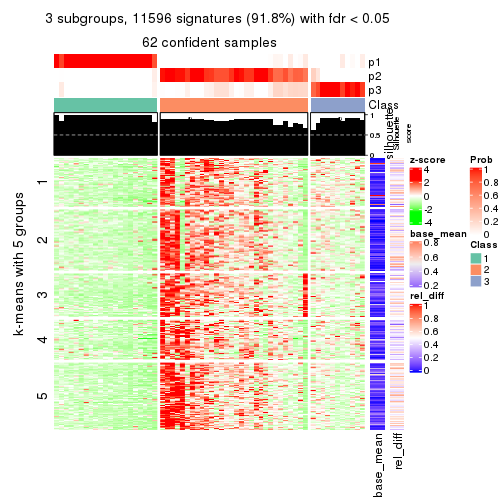 3 subgroups, 11596 signatures (91.8%) with fdr < 0.05
62 confident samples
p1
p2
p3
Class
1
0.5
0
silhouette
Silhouette
score
k-means with 5 groups
1
2
3
4
5
base_mean
rel_diff
z-score
4
2
0
-2
-4
base_mean
0.8
0.6
0.4
0.2
rel_diff
1
0.8
0.6
0.4
0.2
0
Prob
1
0.8
0.6
0.4
0.2
0
Class
1
2
3